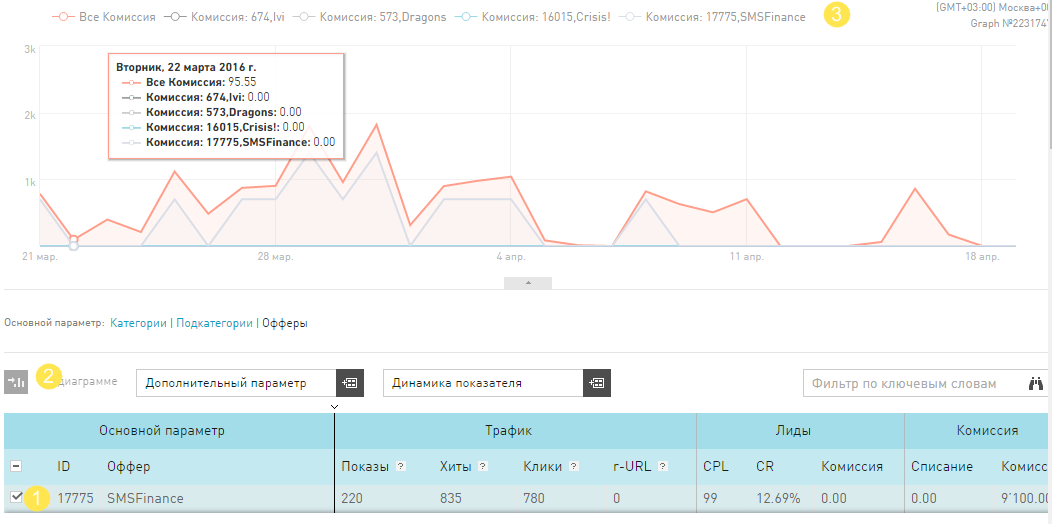 Все Комиссия Комиссия: 674,Ivi Комиссия: 573,Dragons Комиссия: 16015,Crisis! Комиссия: 17775,SMSFinance 3
(GMT+03:00) Москва+00
Graph №223174
3k
2k
1k
Вторник, 22 марта 2016 г.
Все Комиссия: 95.55
Комиссия: 674,Ivi: 0.00
Комиссия: 573,Dragons: 0.00
Комиссия: 16015,Crisis!: 0.00
Комиссия: 17775,SMSFinance: 0.00
21 мар. 28 мар. 4 апр. 11 апр. 18 апр.
Основной параметр: Категории | Подкатегории | Офферы
2 диаграмме Дополнительный параметр Динамика показателя Фильтр по ключевым словам
Основной параметр Трафик Лиды Комиссия
ID Оффер Показы ? Хиты ? Клики ? r-URL ? CPL CR Комиссия Списание Комисс
1 17775 SMSFinance 220 835 780 0 99 12.69% 0.00 0.00 9'100.00